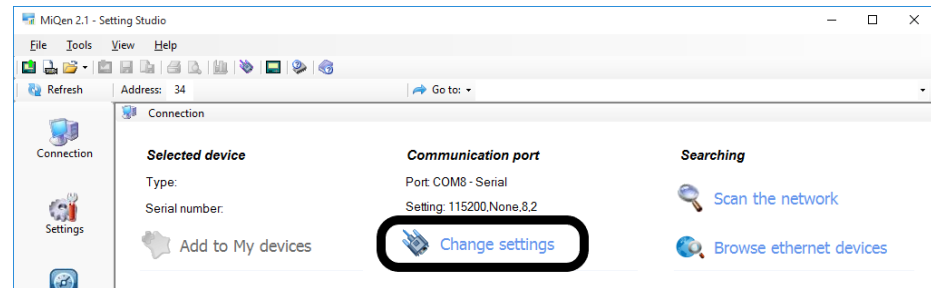 MiQen 2.1 - Setting Studio
File Tools View Help
Refresh Address: 34 Go to:
Connection
Connection
Selected device Communication port Searching
Type: Port: COM8 - Serial
Serial number: Setting: 115200,None,8,2
Scan the network
Settings
Add to My devices Change settings Browse ethernet devices